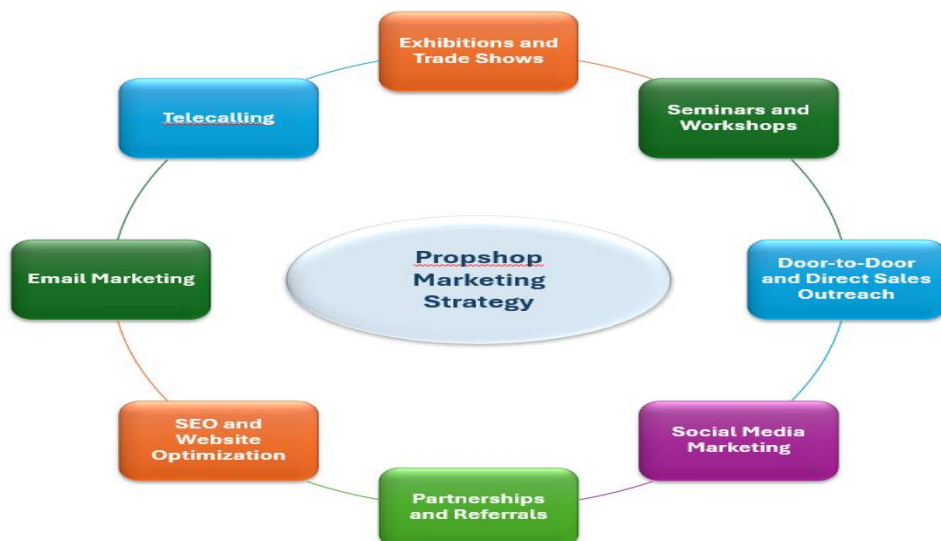 Exhibitions and
Trade Shows
Telecalling
Seminars and
Workshops
Email Marketing
Propshop
Marketing
Strategy
Door-to-Door
and Direct Sales
Outreach
SEO and
Website
Optimization
Social Media
Marketing
Partnerships
and Referrals